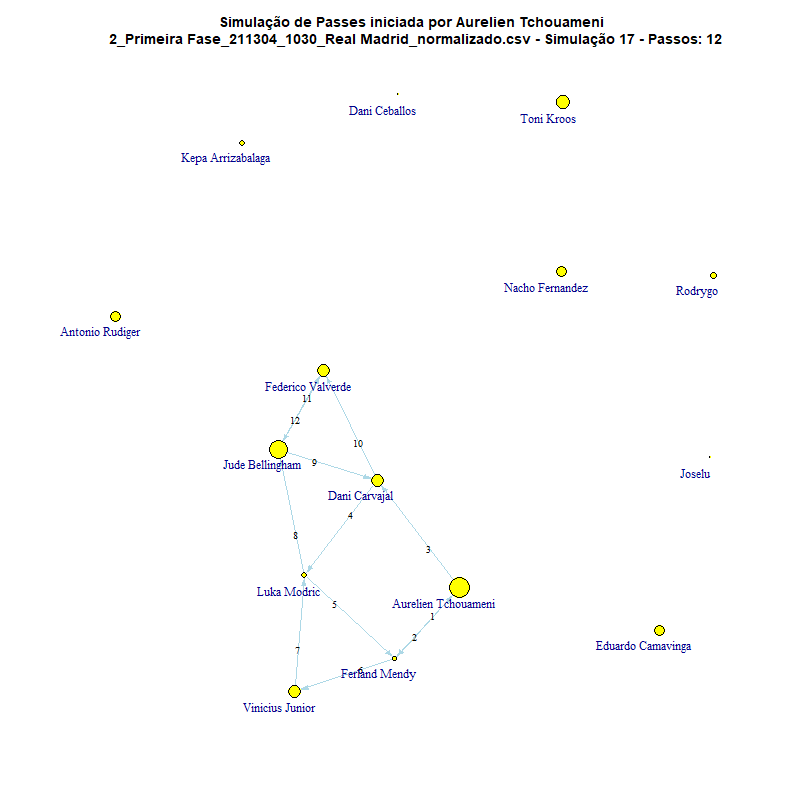 Simulação de Passes iniciada por Aurelien Tchouameni
2_Primeira Fase_211304_1030_Real Madrid_normalizado.csv - Simulação 17 - Passos: 12
Dani Ceballos
Toni Kroos
Kepa Arrizabalaga
Nacho Fernandez
Rodrygo
Antonio Rudiger
Federico Valverde
11
12
10
9
Jude Bellingham
Joselu
Dani Carvajal
4
8
3
Luka Modric
Aurelien Tchouameni
5
1
2
Eduardo Camavinga
7
6
Ferland Mendy
Vinicius Junior